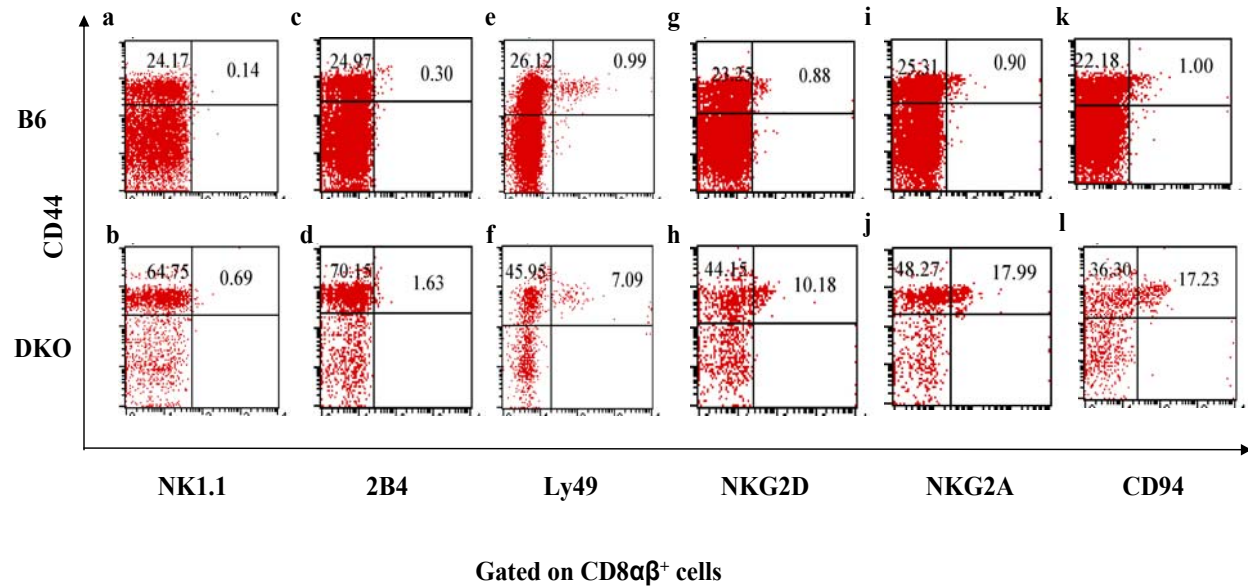 a c e g i k
24.17 0.14 24.97 0.30 26.12 0.99 23.25 0.88 25.31 0.90 22.18 1.00
B6
CD44
b d f h j l
64.75 0.69 70.15 1.63 45.95 7.09 44.15 10.18 48.27 17.99 36.30 17.23
DKO
NK1.1 2B4 Ly49 NKG2D NKG2A CD94
Gated on CD8αβ⁺ cells